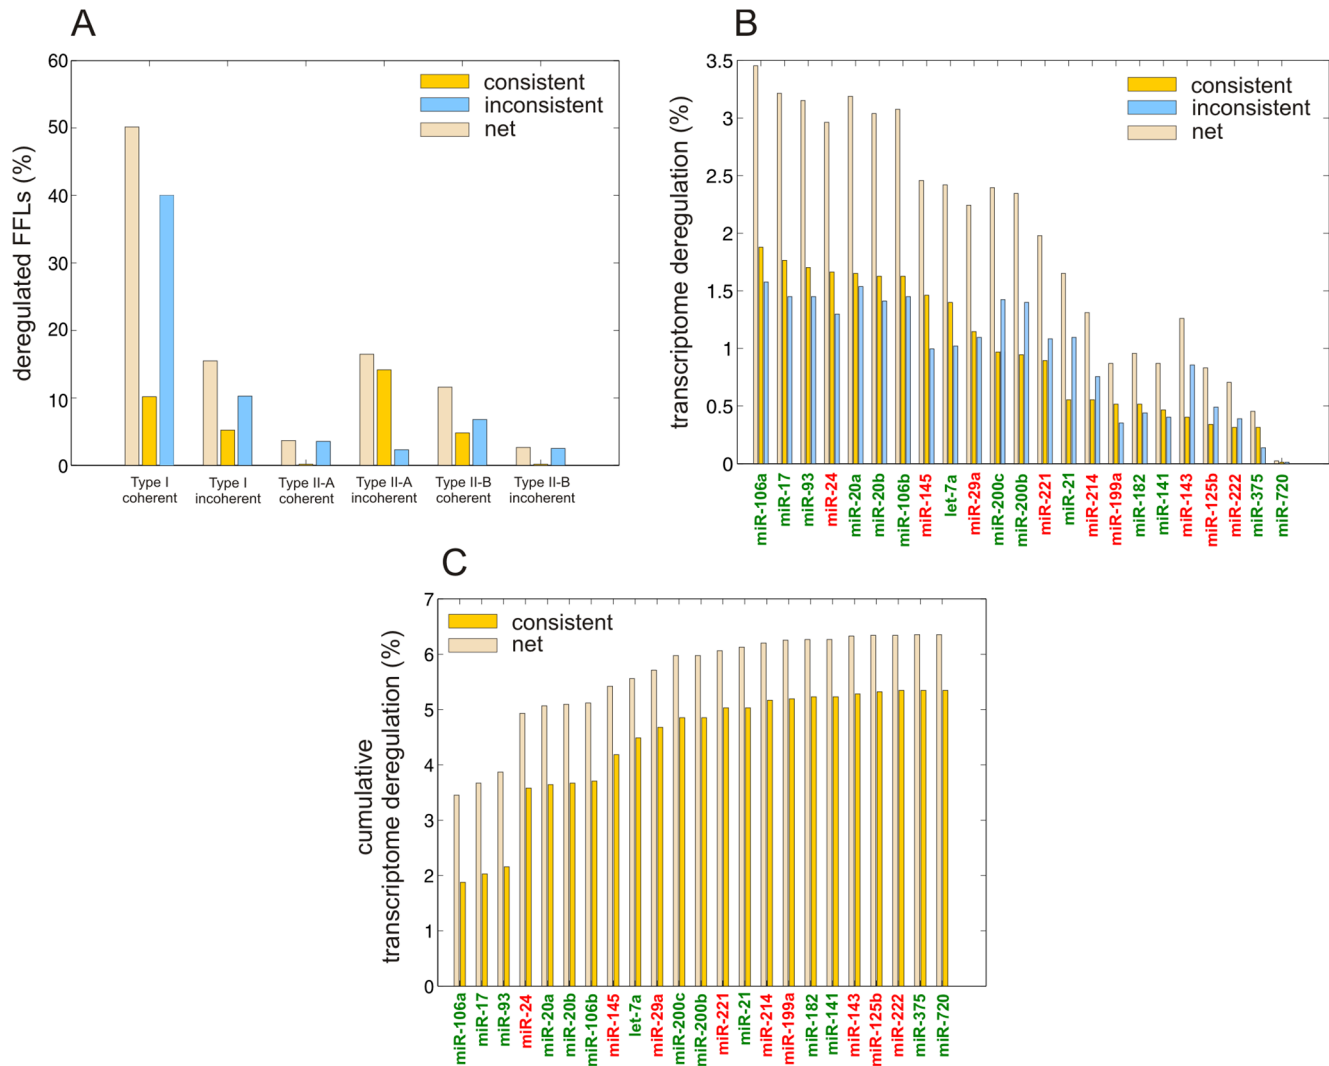 A
deregulated FFLs (%)
60
50
40
30
20
10
0
consistent
inconsistent
net
Type I
coherent
Type I
incoherent
Type II-A
coherent
Type II-A
incoherent
Type II-B
coherent
Type II-B
incoherent
B
transcriptome deregulation (%)
3.5
3
2.5
2
1.5
1
0.5
0
consistent
inconsistent
net
miR-106a
miR-17
miR-93
miR-24
miR-20a
miR-20b
miR-106b
miR-145
let-7a
miR-29a
miR-200c
miR-200b
miR-221
miR-21
miR-214
miR-199a
miR-182
miR-141
miR-143
miR-125b
miR-222
miR-375
miR-720
C
cumulative
transcriptome deregulation (%)
7
6
5
4
3
2
1
0
consistent
net
miR-106a
miR-17
miR-93
miR-24
miR-20a
miR-20b
miR-106b
miR-145
let-7a
miR-29a
miR-200c
miR-200b
miR-221
miR-21
miR-214
miR-199a
miR-182
miR-141
miR-143
miR-125b
miR-222
miR-375
miR-720